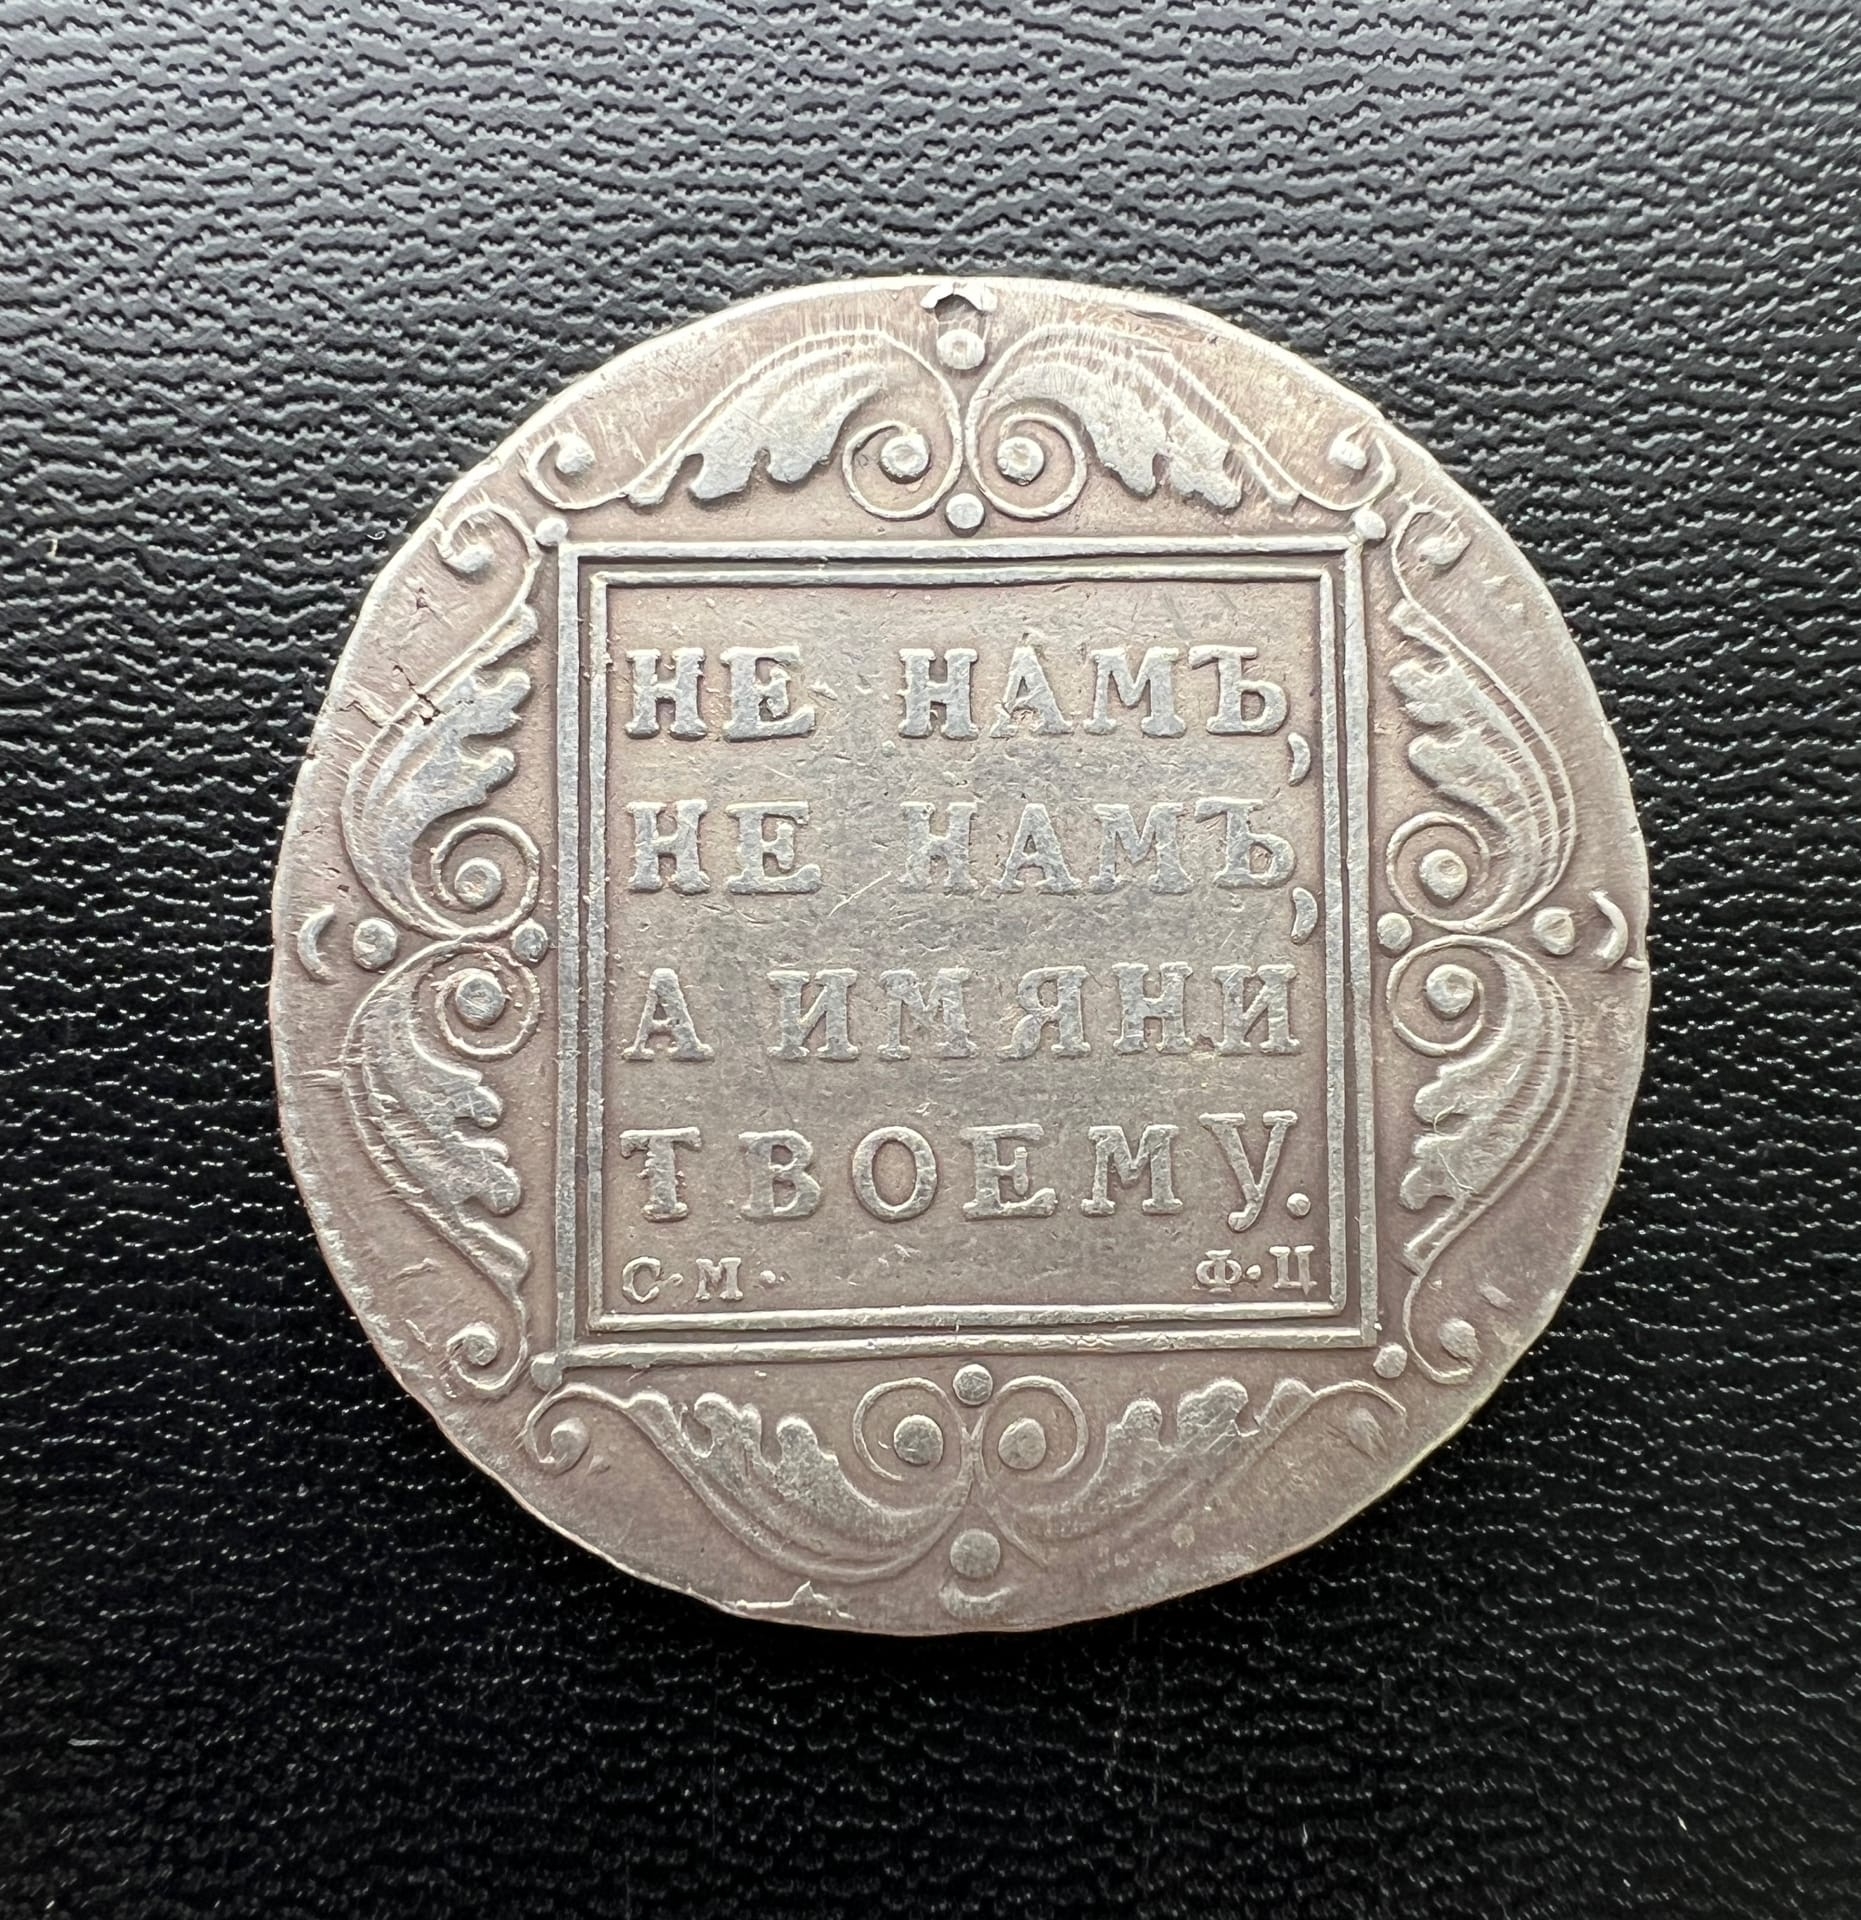 НЕ НАМЪ,
НЕ НАМЪ,
А ИМЯНИ
ТВОЕМУ.
С·М· Ф·Ц